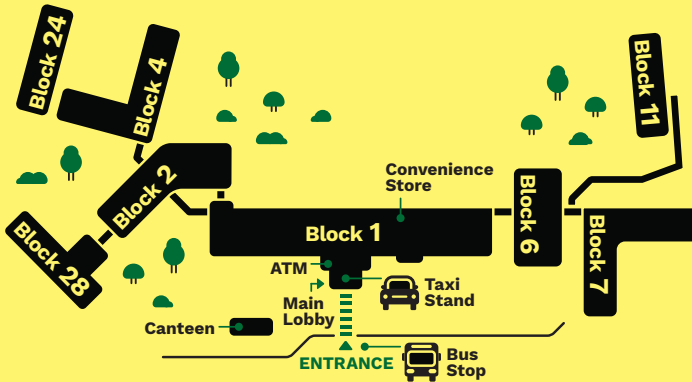 Block 24
Block 4
Block 11
Block 2
Convenience
Store
Block 6
Block 1
Block 28
Block 7
ATM
Taxi
Stand
Main
Lobby
Canteen
ENTRANCE
Bus
Stop